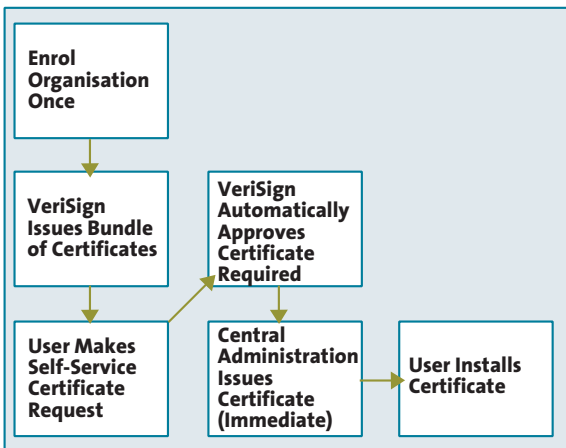 Enrol
Organisation
Once
VeriSign
Issues Bundle
of Certificates
User Makes
Self-Service
Certificate
Request
VeriSign
Automatically
Approves
Certificate
Required
Central
Administration
Issues
Certificate
(Immediate)
User Installs
Certificate